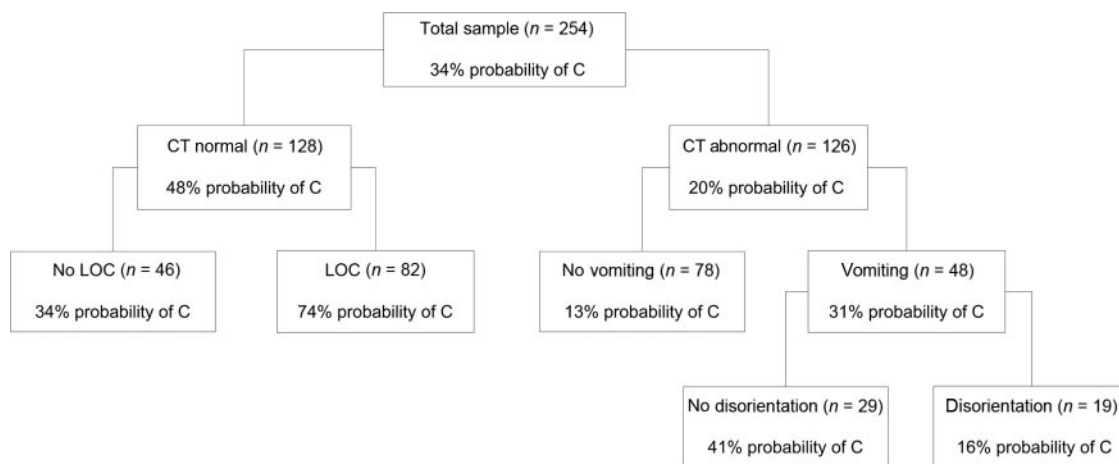 Total sample (n = 254)
34% probability of C
CT normal (n = 128)
48% probability of C
CT abnormal (n = 126)
20% probability of C
No LOC (n = 46)
34% probability of C
LOC (n = 82)
74% probability of C
No vomiting (n = 78)
13% probability of C
Vomiting (n = 48)
31% probability of C
No disorientation (n = 29)
41% probability of C
Disorientation (n = 19)
16% probability of C